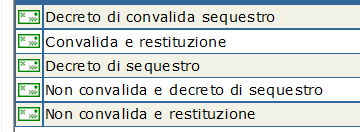 Decreto di convalida sequestro
Convalida e restituzione
Decreto di sequestro
Non convalida e decreto di sequestro
Non convalida e restituzione